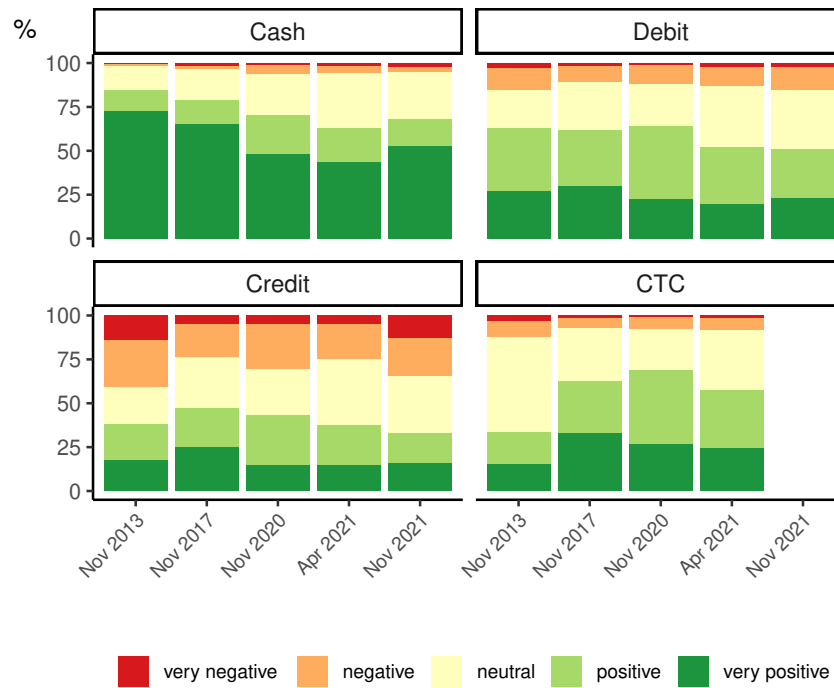 %
Cash
Debit
100
75
50
25
0
Credit
CTC
100
75
50
25
0
Nov 2013
Nov 2017
Nov 2020
Apr 2021
Nov 2021
Nov 2013
Nov 2017
Nov 2020
Apr 2021
Nov 2021
very negative negative neutral positive very positive